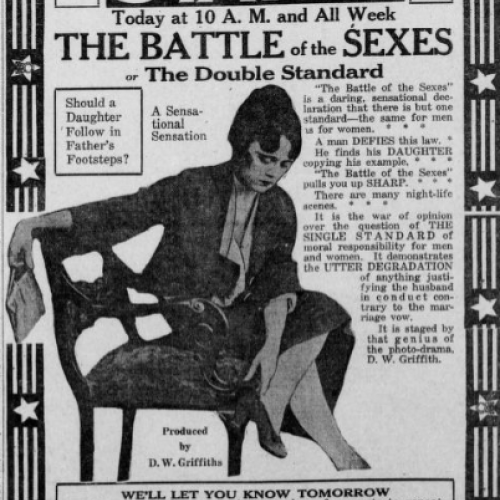 Today at 10 A. M. and All Week
THE BATTLE of the SEXES
or The Double Standard
Should a
Daughter
Follow in
Father's
Footsteps?
A Sensa-
tional
Sensation
"The Battle of the Sexes"
is a daring, sensational dec-
laration that there is but one
standard—the same for men
as for women. * * *
A man DEFIES this law. *
He finds his DAUGHTER
copying his example. * * *
"The Battle of the Sexes"
pulls you up SHARP. * * *
There are many night-life
scenes. * * *
It is the war of opinion
over the question of THE
SINGLE STANDARD of
moral responsibility for men
and women. It demonstrates
the UTTER DEGRADATION
of anything justi-
fying the husband
in conduct con-
trary to the mar-
riage vow.
It is staged by
that genius of
the photo-drama,
D. W. Griffith.
Produced
by
D. W. Griffiths
WE'LL LET YOU KNOW TOMORROW